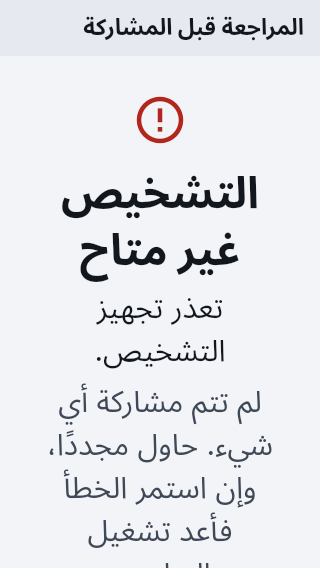 المراجعة قبل المشاركة
التشخيص
غير متاح
تعذر تجهيز
التشخيص.
لم تتم مشاركة أي
شيء. حاول مجددًا،
وإن استمر الخطأ
فأعد تشغيل